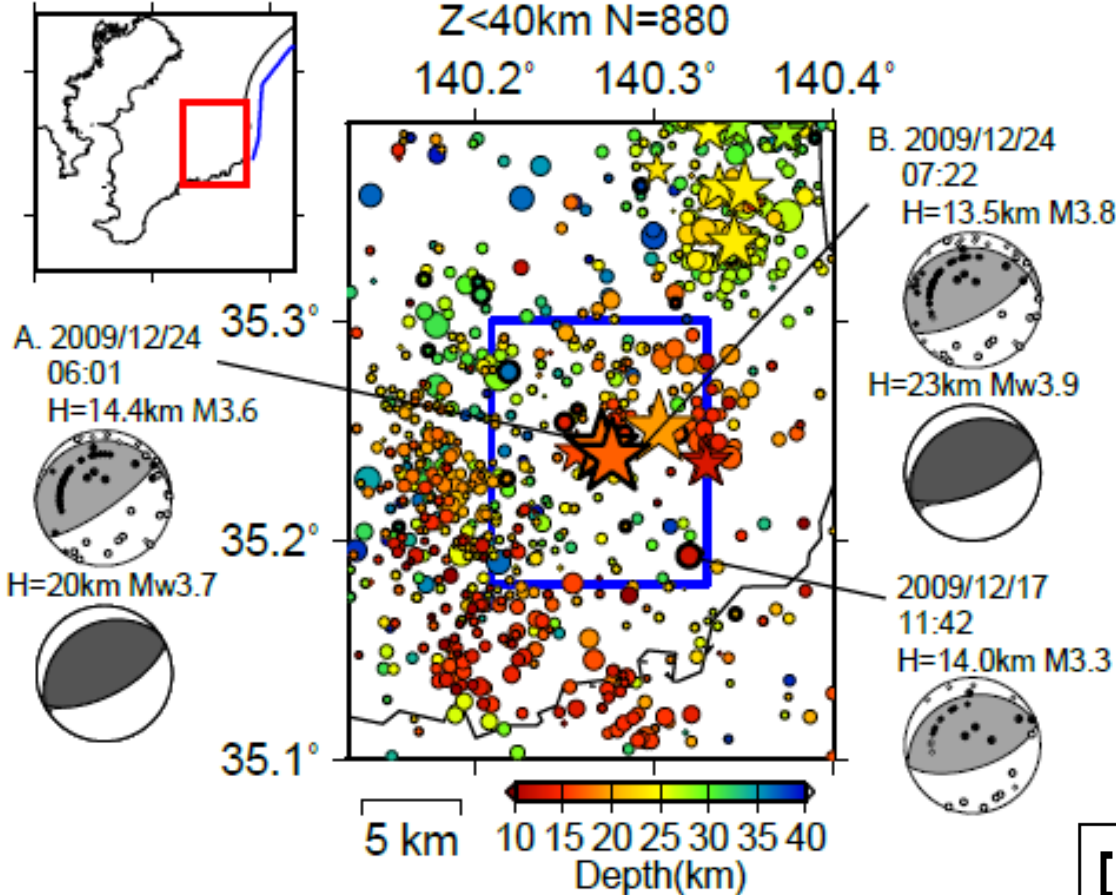 Z<40km N=880
140.2° 140.3° 140.4°
B. 2009/12/24
07:22
H=13.5km M3.8
35.3°
A. 2009/12/24
06:01
H=14.4km M3.6
H=23km Mw3.9
35.2°
H=20km Mw3.7
2009/12/17
11:42
H=14.0km M3.3
35.1°
5 km
10 15 20 25 30 35 40
Depth(km)